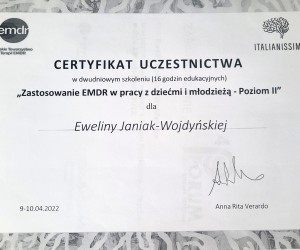 emdr
ITALIANISSIMO
CERTYFIKAT UCZESTNICTWA
w dwudniowym szkoleniu (16 godzin edukacyjnych)
„Zastosowanie EMDR w pracy z dziećmi i młodzieżą - Poziom II”
dla
Eweliny Janiak-Wojdyńskiej
9-10.04.2022
Anna Rita Verardo